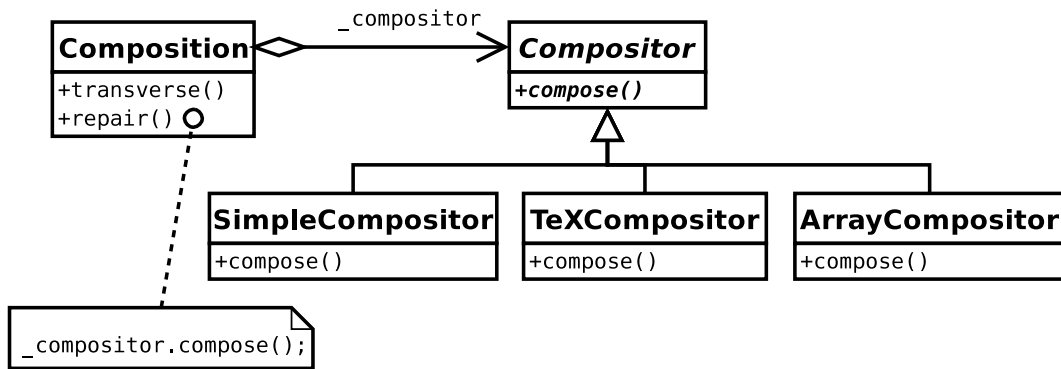 _compositor
Composition
+transverse()
+repair()
Compositor
+compose()
SimpleCompositor
+compose()
TeXCompositor
+compose()
ArrayCompositor
+compose()
_compositor.compose();